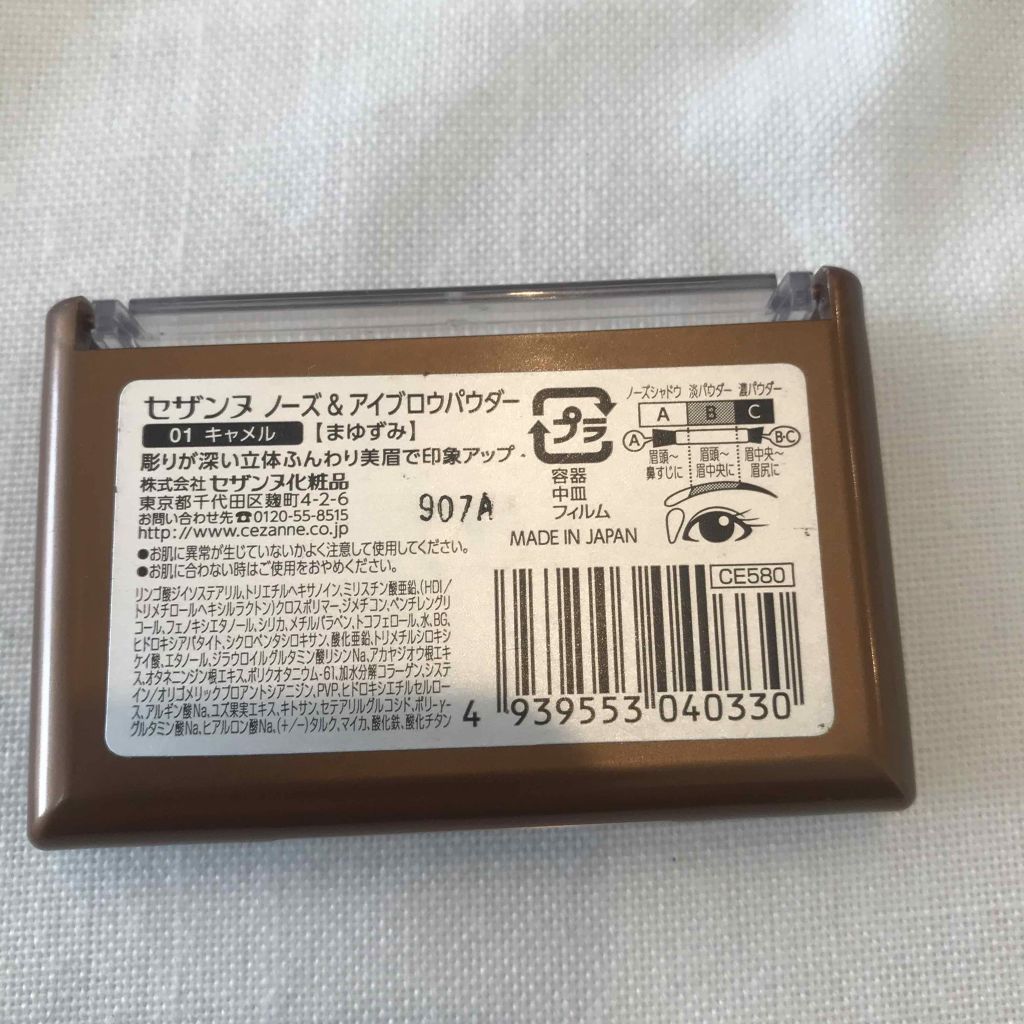 セザンヌ ノーズ&アイブロウパウダー
01 キャメル 【まゆずみ】
彫りが深い立体ふんわり美眉で印象アップ
株式会社 セザンヌ化粧品
東京都千代田区麹町4-2-6
お問い合わせ先☎0120-55-8515
http://www.cezanne.co.jp
907A
●お肌に異常が生じていないかよく注意して使用してください。
●お肌に合わない時はご使用をおやめください。
リンゴ酸ジイソステアリル、トリエチルヘキサノイン、ミリスチン酸亜鉛、(HDI/
トリメチロールヘキシルラクトン)クロスポリマー、ジメチコン、ペンチレングリ
コール、フェノキシエタノール、シリカ、メチルパラベン、トコフェロール、水、BG、
ヒドロキシアパタイト、シクロペンタシロキサン、酸化亜鉛、トリメチルシロキシ
ケイ酸、エタノール、ジラウロイルグルタミン酸リシンNa、アカヤジオウ根エキ
ス、オタネニンジン根エキス、ポリクオタニウム-61、加水分解コラーゲン、システ
イン/オリゴメリックプロアントシアニジン、PVP、ヒドロキシエチルセルロー
ス、アルギン酸Na、ユズ果実エキス、キトサン、セテアリルグルコシド、ポリ-γ-
グルタミン酸Na、ヒアルロン酸Na、(+/-)タルク、マイカ、酸化鉄、酸化チタン
プラ
容器
中皿
フィルム
MADE IN JAPAN
ノーズシャドウ 淡パウダー 濃パウダー
A B C
A B・C
眉頭〜 眉頭〜 眉中央〜
鼻すじに 眉中央に 眉尻に
CE580
4 939553 040330